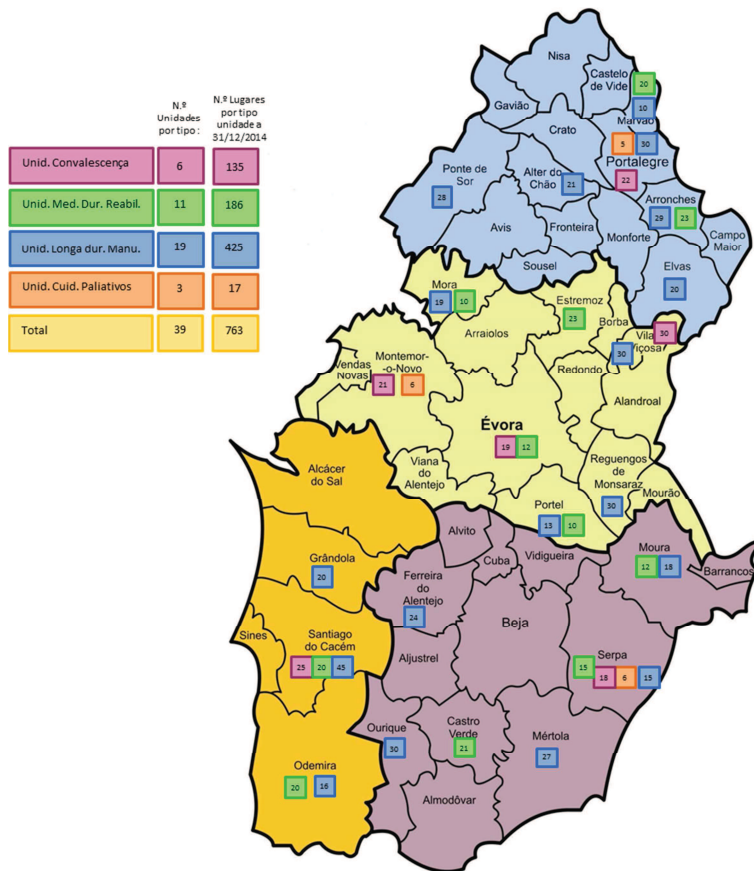 N.º
Unidades
por tipo :
N.º Lugares
por tipo
unidade a
31/12/2014
Unid. Convalescença 6 135
Unid. Med. Dur. Reabil. 11 186
Unid. Longa dur. Manu. 19 425
Unid. Cuid. Paliativos 3 17
Total 39 763
Nisa
Castelo
de Vide
20
10
Gavião
Marvão
Crato
5 30
Portalegre
22
Ponte de
Sor
28
Alter do
Chão
21
Arronches
29 23
Avis
Fronteira
Monforte
Campo
Maior
Sousel
Elvas
20
Mora
19 10
Estremoz
23
Arraiolos
Borba
Vila
Viçosa
30
30
Vendas
Novas
Montemor-
-o-Novo
21 6
Redondo
Alandroal
Évora
19 12
Viana
do Alentejo
Reguengos
de
Monsaraz
30
Mourão
Portel
13 10
Alcácer
do Sal
Grândola
20
Sines
Santiago
do Cacém
25 20 45
Odemira
20 16
Alvito
Cuba
Vidigueira
Moura
12 18
Barrancos
Ferreira
do
Alentejo
24
Beja
Aljustrel
Serpa
15 18 6 15
Ourique
30
Castro
Verde
21
Mértola
27
Almodôvar